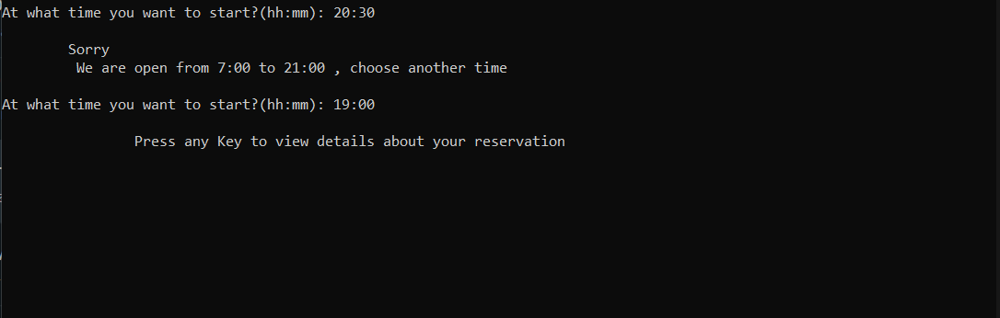 At what time you want to start?(hh:mm): 20:30
Sorry
We are open from 7:00 to 21:00 , choose another time
At what time you want to start?(hh:mm): 19:00
Press any Key to view details about your reservation